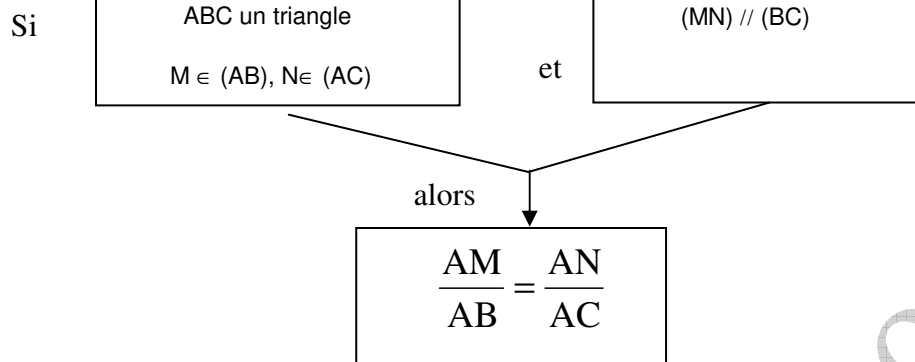 Si
ABC un triangle
M ∈ (AB), N∈ (AC)
et
(MN) // (BC)
alors
AM/AB = AN/AC